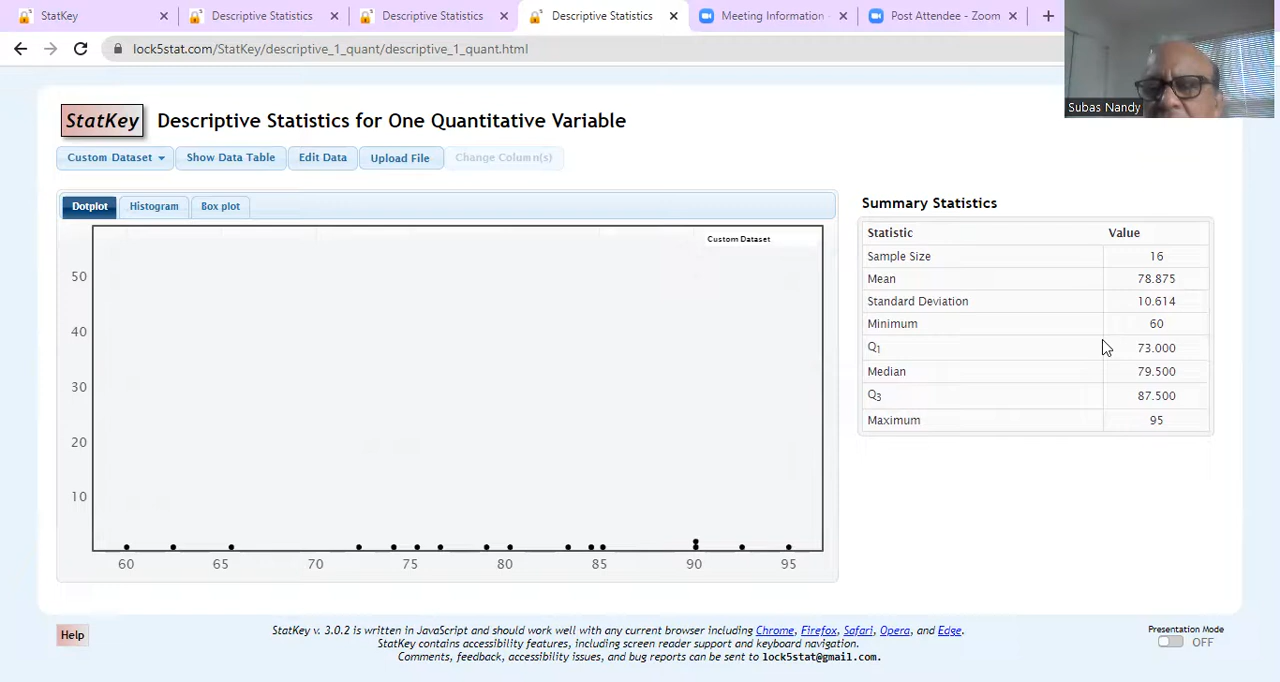 StatKey
Descriptive Statistics
Descriptive Statistics
Descriptive Statistics
Meeting Information -
Post Attendee - Zoom
lock5stat.com/StatKey/descriptive_1_quant/descriptive_1_quant.html
Subas Nandy
StatKey Descriptive Statistics for One Quantitative Variable
Custom Dataset Show Data Table Edit Data Upload File Change Column(s)
Dotplot Histogram Box plot
Custom Dataset
50
40
30
20
10
60 65 70 75 80 85 90 95
Summary Statistics
Statistic Value
Sample Size 16
Mean 78.875
Standard Deviation 10.614
Minimum 60
Q1 73.000
Median 79.500
Q3 87.500
Maximum 95
Help
StatKey v. 3.0.2 is written in JavaScript and should work well with any current browser including Chrome, Firefox, Safari, Opera, and Edge.
StatKey contains accessibility features, including screen reader support and keyboard navigation.
Comments, feedback, accessibility issues, and bug reports can be sent to lock5stat@gmail.com.
Presentation Mode
OFF